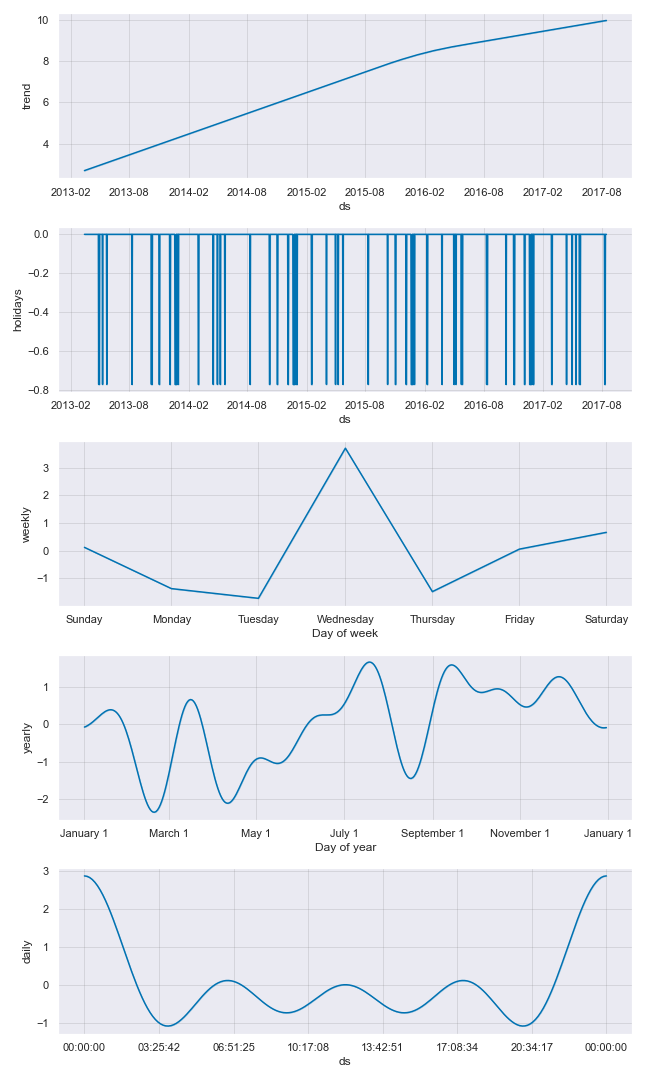 10
8
6
4
trend
2013-02 2013-08 2014-02 2014-08 2015-02 2015-08 2016-02 2016-08 2017-02 2017-08
ds
0.0
−0.2
−0.4
−0.6
−0.8
holidays
2013-02 2013-08 2014-02 2014-08 2015-02 2015-08 2016-02 2016-08 2017-02 2017-08
ds
3
2
1
0
−1
weekly
Sunday Monday Tuesday Wednesday Thursday Friday Saturday
Day of week
1
0
−1
−2
yearly
January 1 March 1 May 1 July 1 September 1 November 1 January 1
Day of year
3
2
1
0
−1
daily
00:00:00 03:25:42 06:51:25 10:17:08 13:42:51 17:08:34 20:34:17 00:00:00
ds